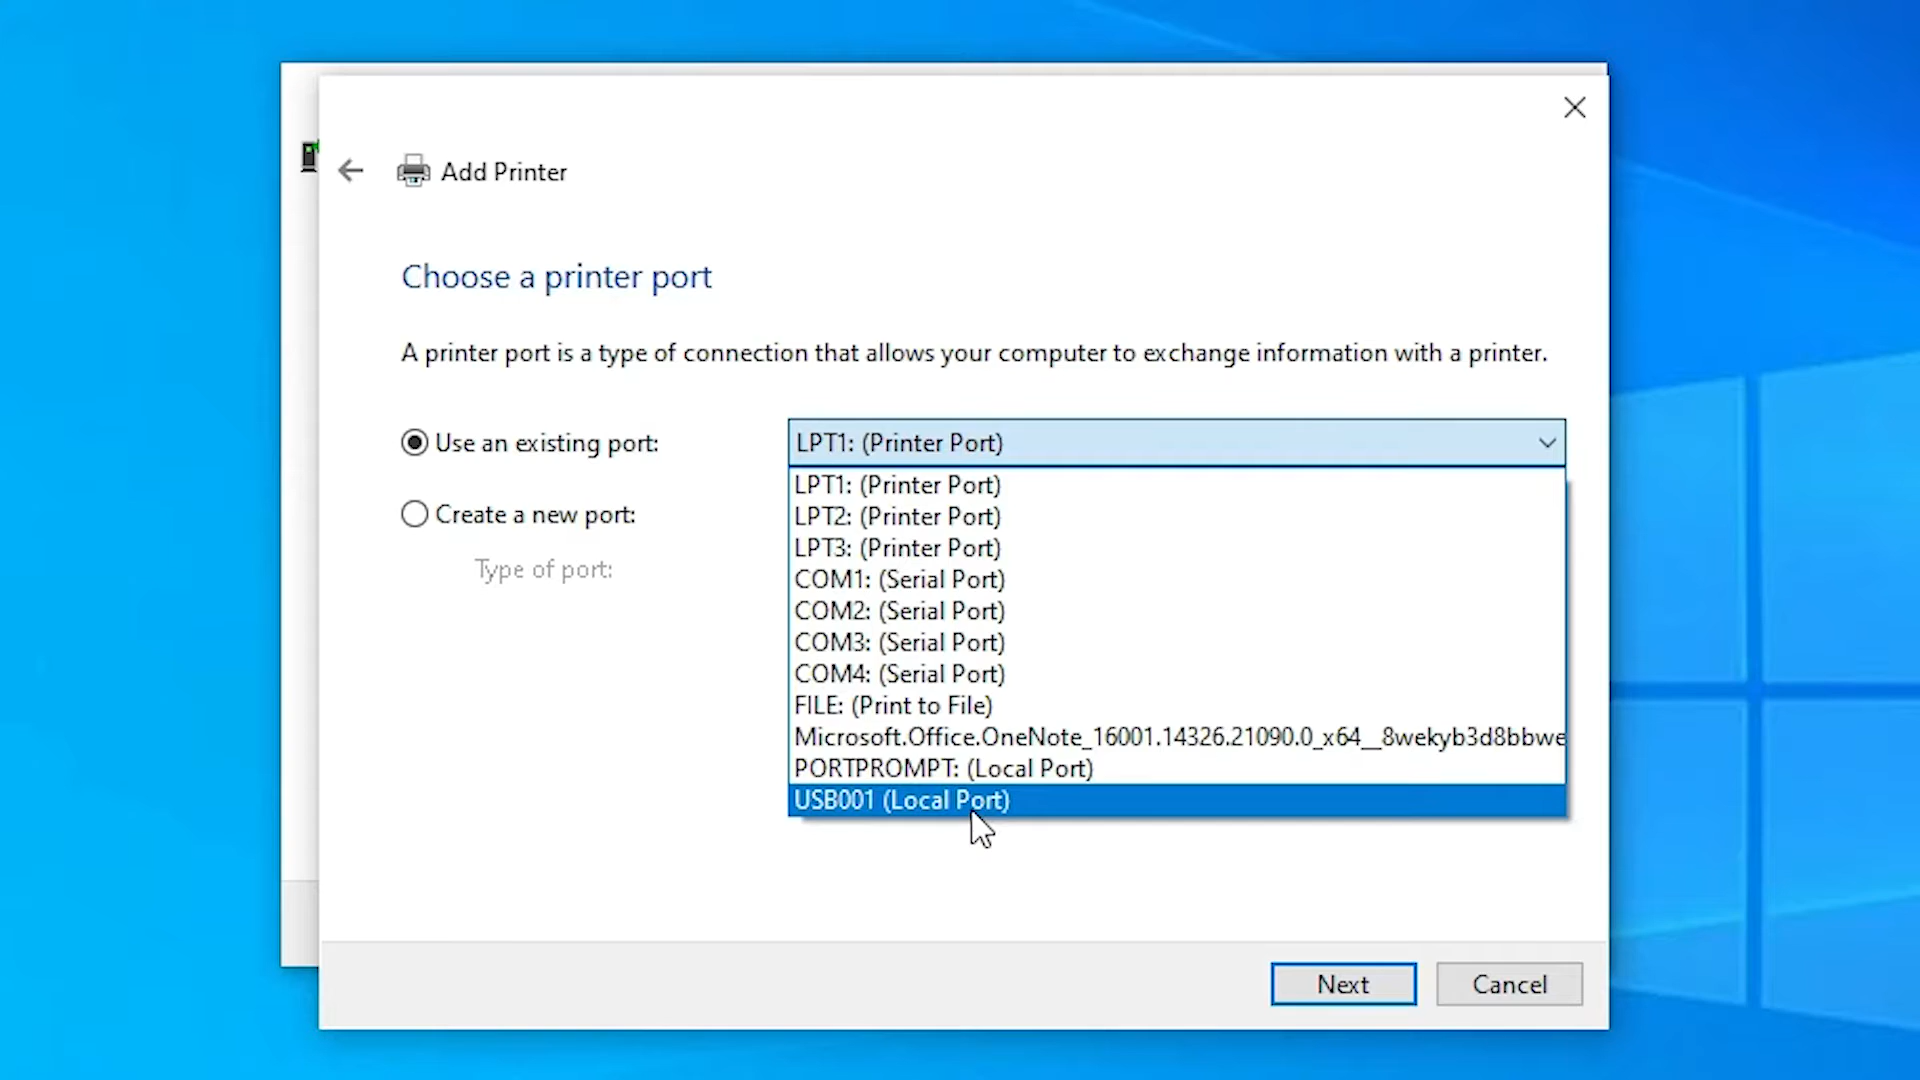 Add Printer
Choose a printer port
A printer port is a type of connection that allows your computer to exchange information with a printer.
Use an existing port:
LPT1: (Printer Port)
LPT1: (Printer Port)
LPT2: (Printer Port)
LPT3: (Printer Port)
COM1: (Serial Port)
COM2: (Serial Port)
COM3: (Serial Port)
COM4: (Serial Port)
FILE: (Print to File)
Microsoft.Office.OneNote_16001.14326.21090.0_x64__8wekyb3d8bbwe
PORTPROMPT: (Local Port)
USB001 (Local Port)
Create a new port:
Type of port:
Next
Cancel